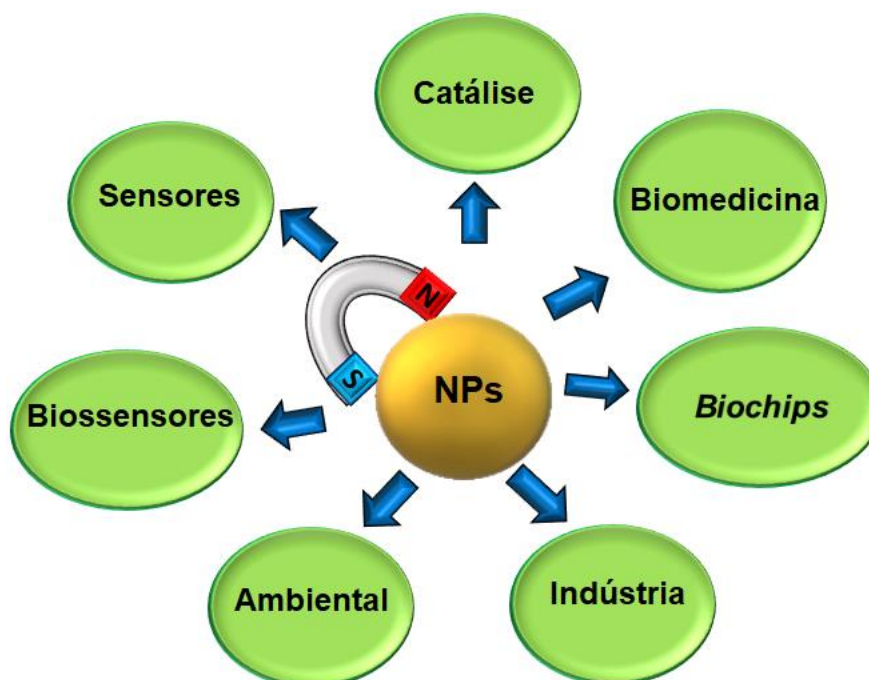 Catálise
Sensores
Biomedicina
N
S
NPs
Biossensores
Biochips
Ambiental
Indústria